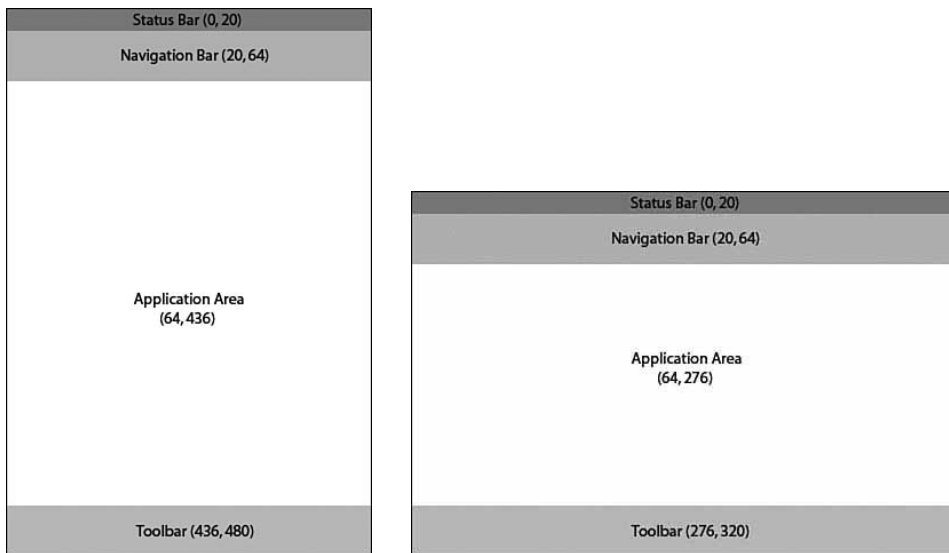 Status Bar (0, 20)
Navigation Bar (20, 64)
Application Area
(64, 436)
Toolbar (436, 480)
Status Bar (0, 20)
Navigation Bar (20, 64)
Application Area
(64, 276)
Toolbar (276, 320)